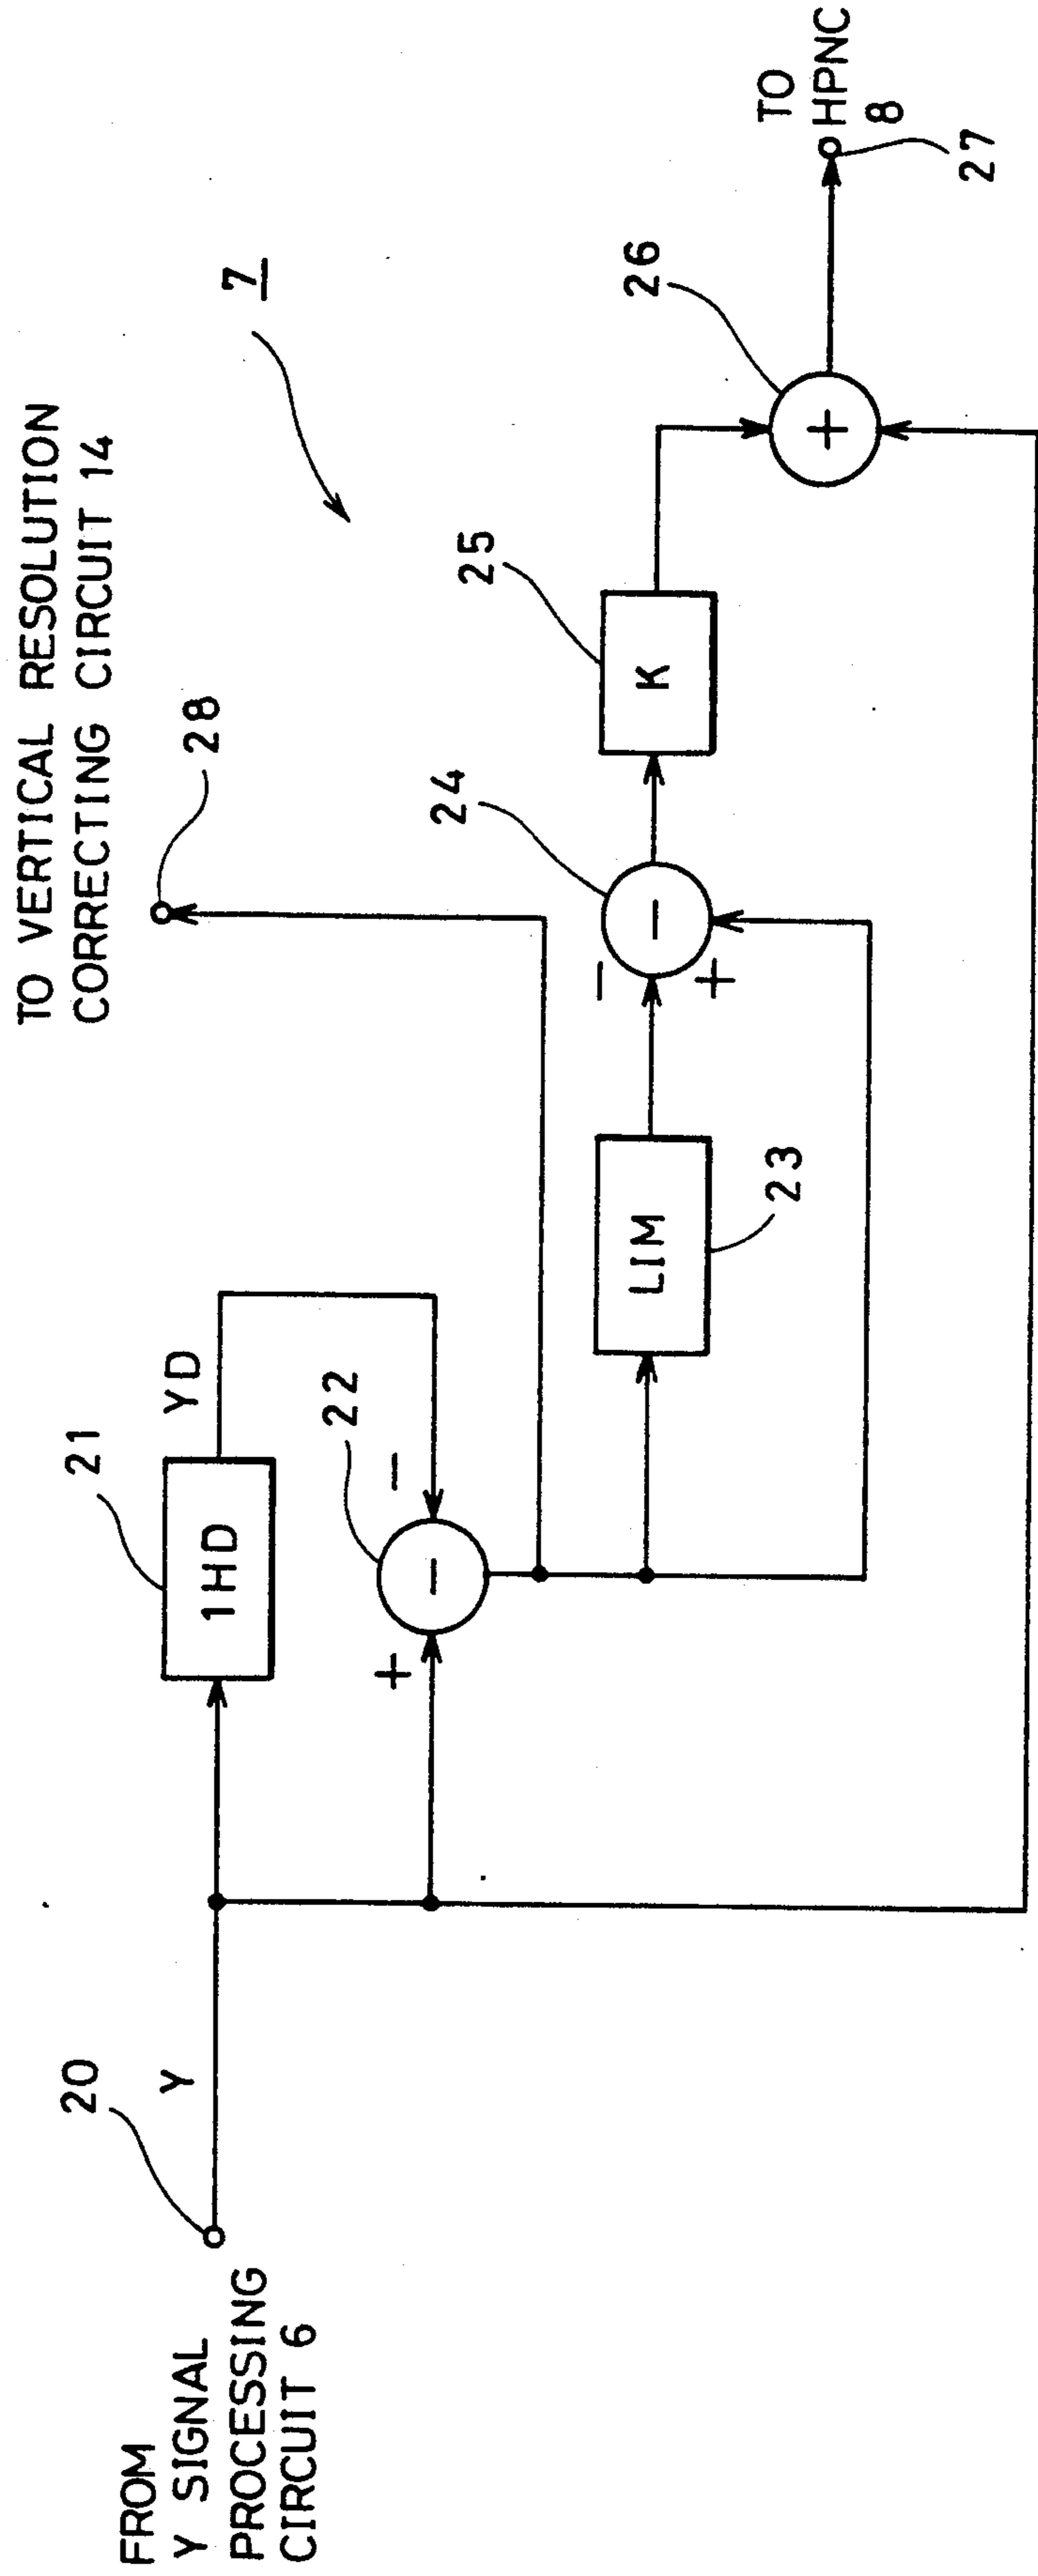 TO VERTICAL RESOLUTION
CORRECTING CIRCUIT 14
28
7
21
1HD
YD
22
+
-
-
20
Y
FROM
Y SIGNAL
PROCESSING
CIRCUIT 6
LIM
23
24
-
-
+
25
K
26
+
TO
HPNC
8
27